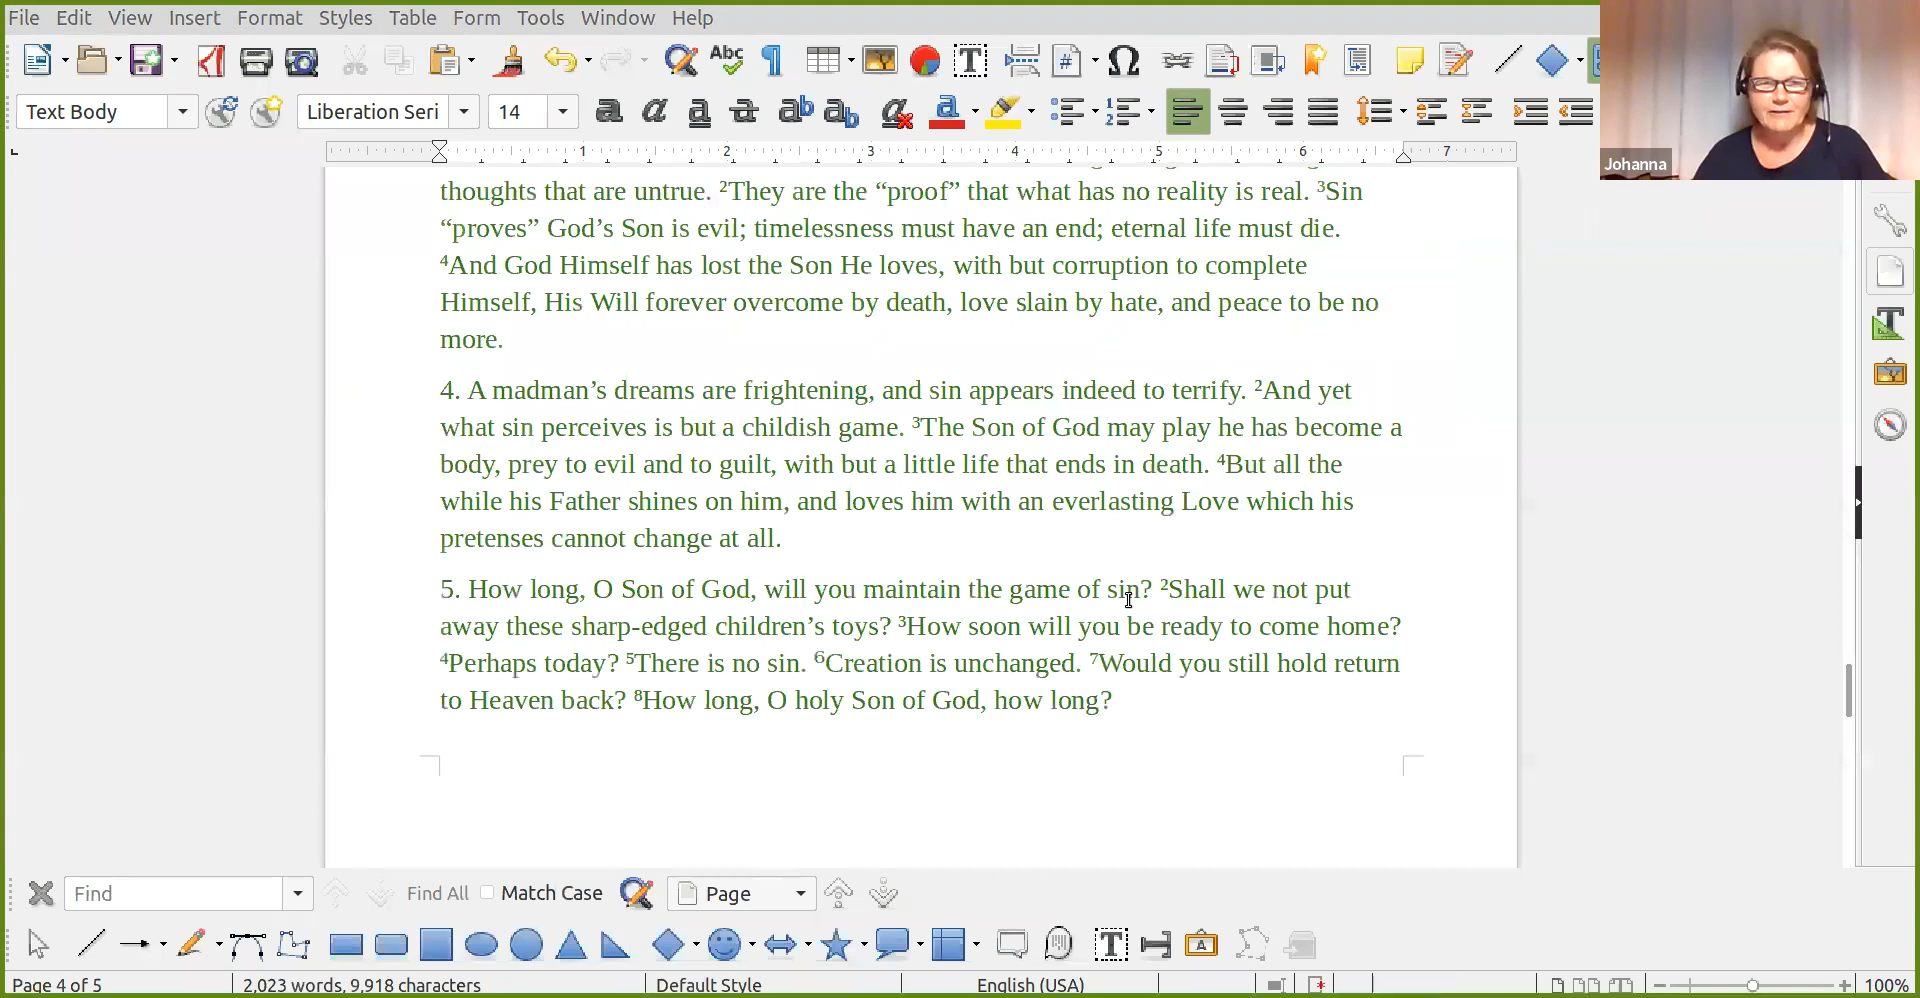 File Edit View Insert Format Styles Table Form Tools Window Help
Abc
Text Body Liberation Seri 14
Johanna
1 2 3 4 5 6 7
thoughts that are untrue. ²They are the “proof” that what has no reality is real. ³Sin
“proves” God’s Son is evil; timelessness must have an end; eternal life must die.
⁴And God Himself has lost the Son He loves, with but corruption to complete
Himself, His Will forever overcome by death, love slain by hate, and peace to be no
more.
4. A madman’s dreams are frightening, and sin appears indeed to terrify. ²And yet
what sin perceives is but a childish game. ³The Son of God may play he has become a
body, prey to evil and to guilt, with but a little life that ends in death. ⁴But all the
while his Father shines on him, and loves him with an everlasting Love which his
pretenses cannot change at all.
5. How long, O Son of God, will you maintain the game of sin? ²Shall we not put
away these sharp-edged children’s toys? ³How soon will you be ready to come home?
⁴Perhaps today? ⁵There is no sin. ⁶Creation is unchanged. ⁷Would you still hold return
to Heaven back? ⁸How long, O holy Son of God, how long?
Find Find All Match Case Page
Page 4 of 5 2,023 words, 9,918 characters Default Style English (USA) 100%